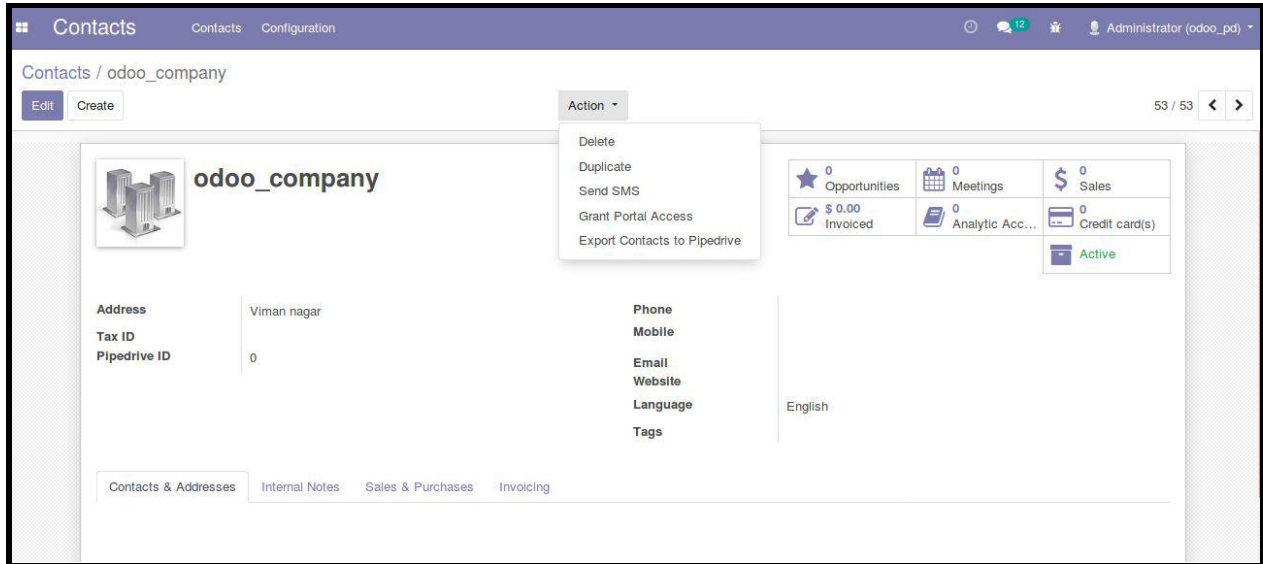 Contacts Contacts Configuration 12 Administrator (odoo_pd)
Contacts / odoo_company
Edit Create Action 53 / 53
Delete
Duplicate
Send SMS
Grant Portal Access
Export Contacts to Pipedrive
odoo_company
0 Opportunities
0 Meetings
0 Sales
$ 0.00 Invoiced
0 Analytic Acc...
0 Credit card(s)
Active
Address Viman nagar
Tax ID
Pipedrive ID 0
Phone
Mobile
Email
Website
Language English
Tags
Contacts & Addresses Internal Notes Sales & Purchases Invoicing